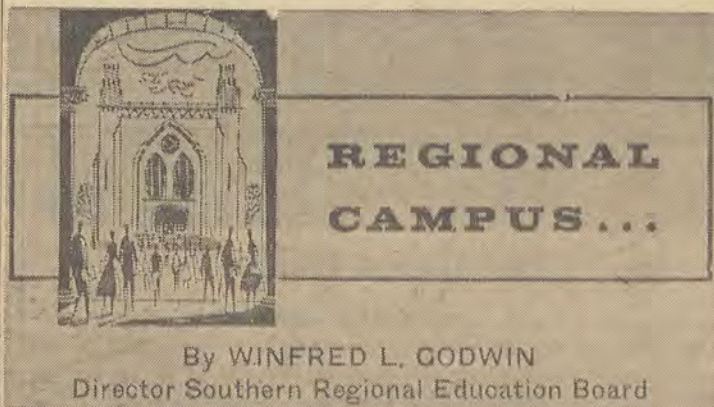 REGIONAL
CAMPUS...
By WINFRED L. GODWIN
Director Southern Regional Education Board